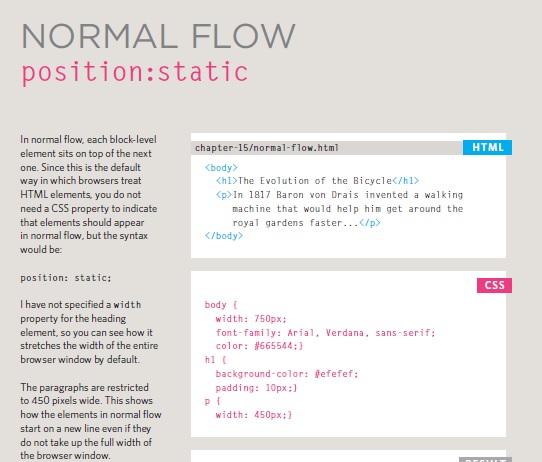 NORMAL FLOW
position:static
In normal flow, each block-level
element sits on top of the next
one. Since this is the default
way in which browsers treat
HTML elements, you do not
need a CSS property to indicate
that elements should appear
in normal flow, but the syntax
would be:
position: static;
I have not specified a width
property for the heading
element, so you can see how it
stretches the width of the entire
browser window by default.
The paragraphs are restricted
to 450 pixels wide. This shows
how the elements in normal flow
start on a new line even if they
do not take up the full width of
the browser window.
chapter-15/normal-flow.html
HTML
<body>
<h1>The Evolution of the Bicycle</h1>
<p>In 1817 Baron von Drais invented a walking
machine that would help him get around the
royal gardens faster...</p>
</body>
CSS
body {
width: 750px;
font-family: Arial, Verdana, sans-serif;
color: #665544;}
h1 {
background-color: #efefef;
padding: 10px;}
p {
width: 450px;}
RESULT